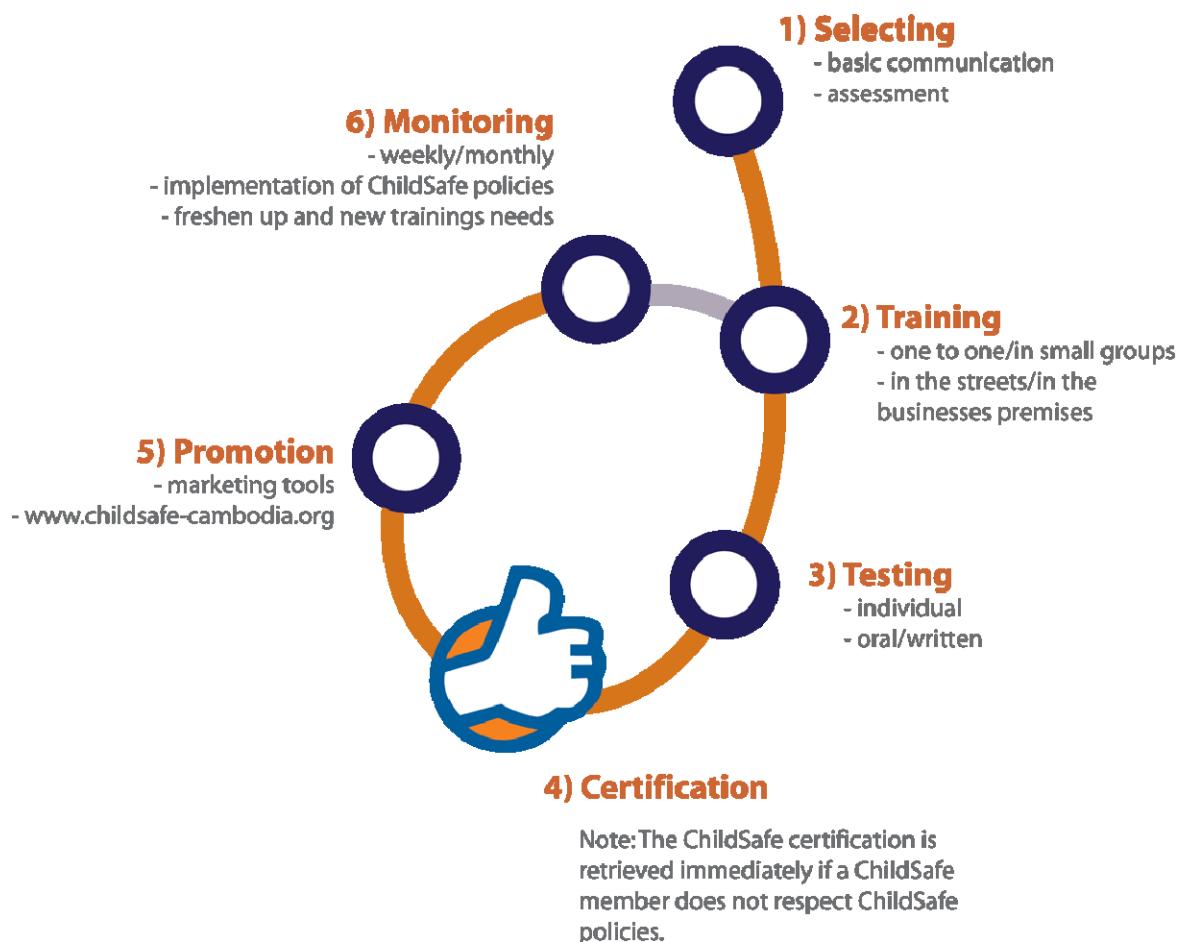 1) Selecting
- basic communication
- assessment
2) Training
- one to one/in small groups
- in the streets/in the
businesses premises
3) Testing
- individual
- oral/written
4) Certification
Note: The ChildSafe certification is
retrieved immediately if a ChildSafe
member does not respect ChildSafe
policies.
5) Promotion
- marketing tools
- www.childsafe-cambodia.org
6) Monitoring
- weekly/monthly
- implementation of ChildSafe policies
- freshen up and new trainings needs